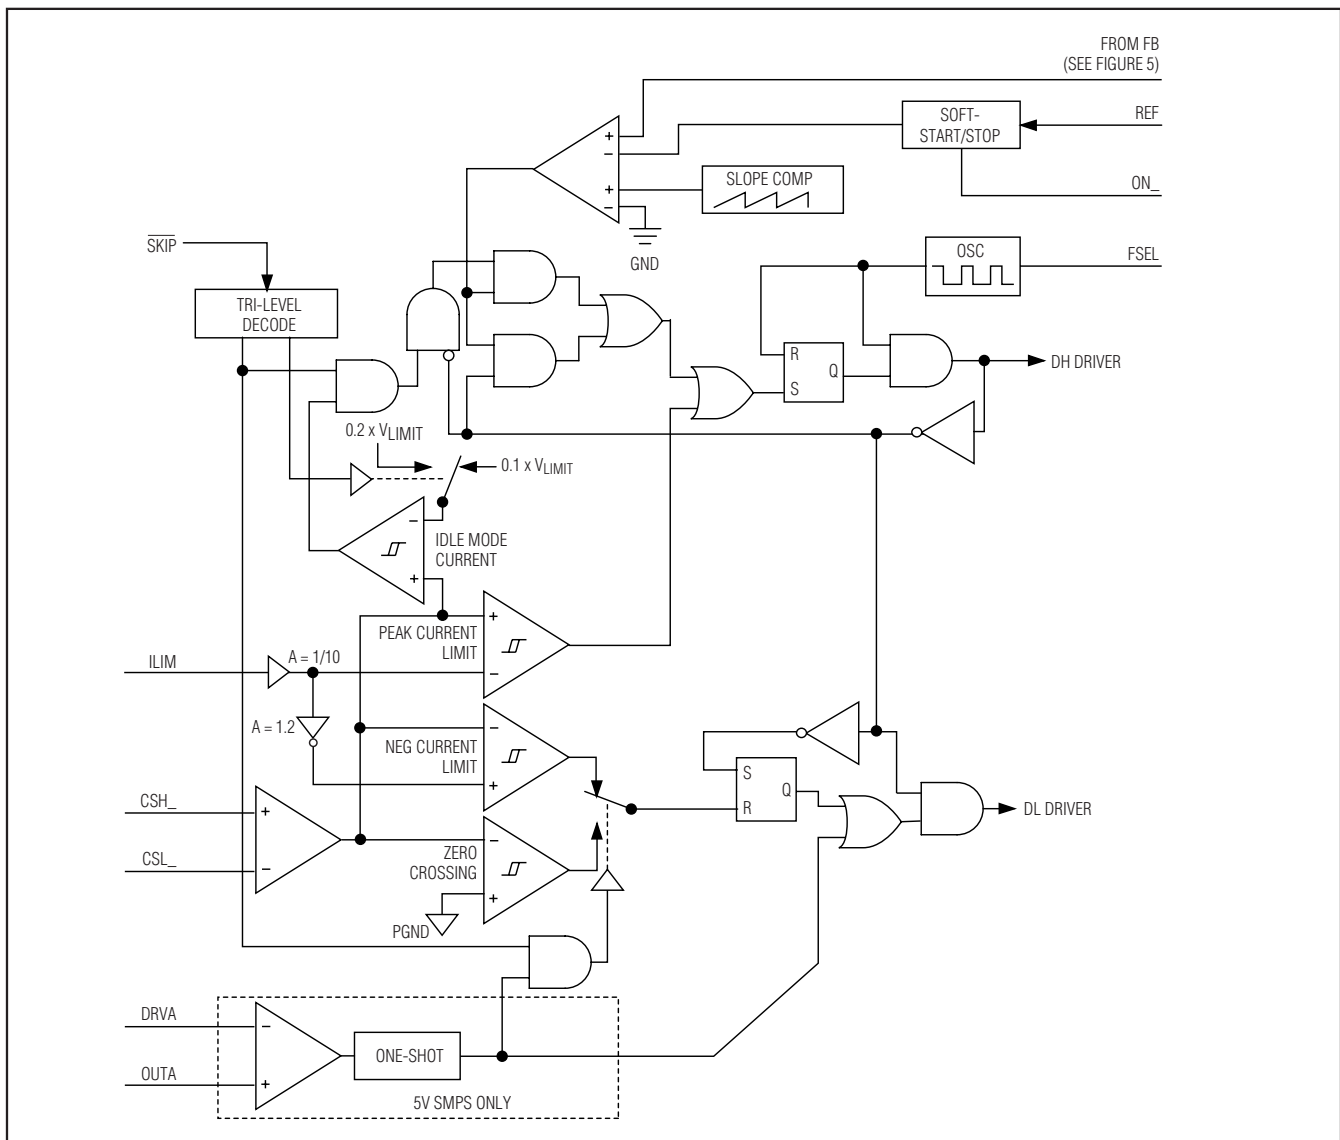 FROM FB
(SEE FIGURE 5)
SOFT-
START/STOP
REF
+
−
SLOPE COMP
ON_
+
−
SKIP
GND
OSC
FSEL
TRI-LEVEL
DECODE
R
Q
S
DH DRIVER
0.2 x VLIMIT
0.1 x VLIMIT
−
IDLE MODE
CURRENT
+
PEAK CURRENT
LIMIT
+
−
ILIM
A = 1/10
A = 1.2
NEG CURRENT
LIMIT
−
+
S
Q
R
CSH_
+
CSL_
−
DL DRIVER
ZERO
CROSSING
−
+
PGND
DRVA
−
ONE-SHOT
OUTA
+
5V SMPS ONLY